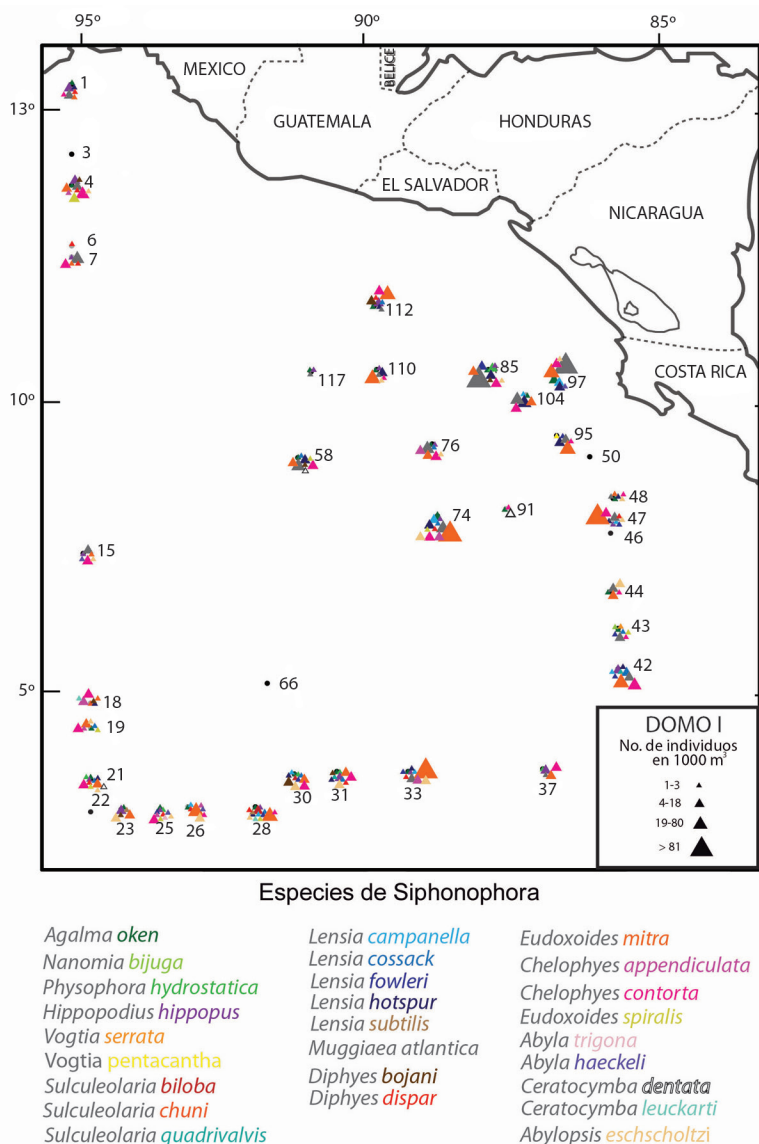 95º 90º 85º
MEXICO
BELICE
13º
1
GUATEMALA
HONDURAS
3
4
EL SALVADOR
NICARAGUA
6
7
112
COSTA RICA
117
110
85
97
10º
104
58
76
95
50
48
74
91
47
46
15
44
43
42
5º
66
18
19
DOMO I
No. de individuos
en 1000 m³
1-3
4-18
19-80
> 81
21
22
23
25
26
28
30
31
33
37
Especies de Siphonophora
Agalma oken
Nanomia bijuga
Physophora hydrostatica
Hippopodius hippopus
Vogtia serrata
Vogtia pentacantha
Sulculeolaria biloba
Sulculeolaria chuni
Sulculeolaria quadrivalvis
Lensia campanella
Lensia cossack
Lensia fowleri
Lensia hotspur
Lensia subtilis
Muggiaea atlantica
Diphyes bojani
Diphyes dispar
Eudoxoides mitra
Chelophyes appendiculata
Chelophyes contorta
Eudoxoides spiralis
Abyla trigona
Abyla haeckeli
Ceratocymba dentata
Ceratocymba leuckarti
Abylopsis eschscholtzi